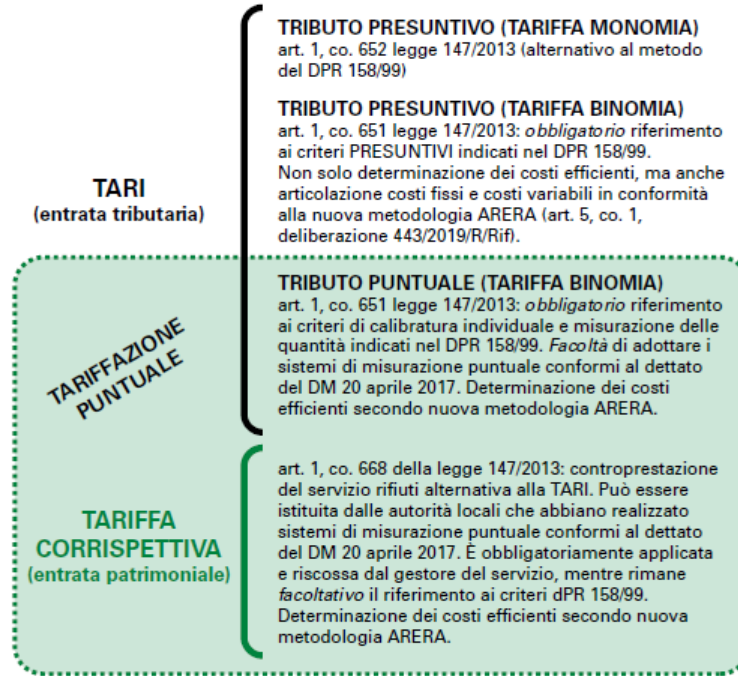 TRIBUTO PRESUNTIVO (TARIFFA MONOMIA)
art. 1, co. 652 legge 147/2013 (alternativo al metodo
del DPR 158/99)
TRIBUTO PRESUNTIVO (TARIFFA BINOMIA)
art. 1, co. 651 legge 147/2013: obbligatorio riferimento
ai criteri PRESUNTIVI indicati nel DPR 158/99.
Non solo determinazione dei costi efficienti, ma anche
articolazione costi fissi e costi variabili in conformità
alla nuova metodologia ARERA (art. 5, co. 1,
deliberazione 443/2019/R/Rif).
TARI
(entrata tributaria)
TRIBUTO PUNTUALE (TARIFFA BINOMIA)
art. 1, co. 651 legge 147/2013: obbligatorio riferimento
ai criteri di calibratura individuale e misurazione delle
quantità indicati nel DPR 158/99. Facoltà di adottare i
sistemi di misurazione puntuale conformi al dettato
del DM 20 aprile 2017. Determinazione dei costi
efficienti secondo nuova metodologia ARERA.
TARIFFAZIONE
PUNTUALE
TARIFFA
CORRISPETTIVA
(entrata patrimoniale)
art. 1, co. 668 della legge 147/2013: controprestazione
del servizio rifiuti alternativa alla TARI. Può essere
istituita dalle autorità locali che abbiano realizzato
sistemi di misurazione puntuale conformi al dettato
del DM 20 aprile 2017. È obbligatoriamente applicata
e riscossa dal gestore del servizio, mentre rimane
facoltativo il riferimento ai criteri dPR 158/99.
Determinazione dei costi efficienti secondo nuova
metodologia ARERA.